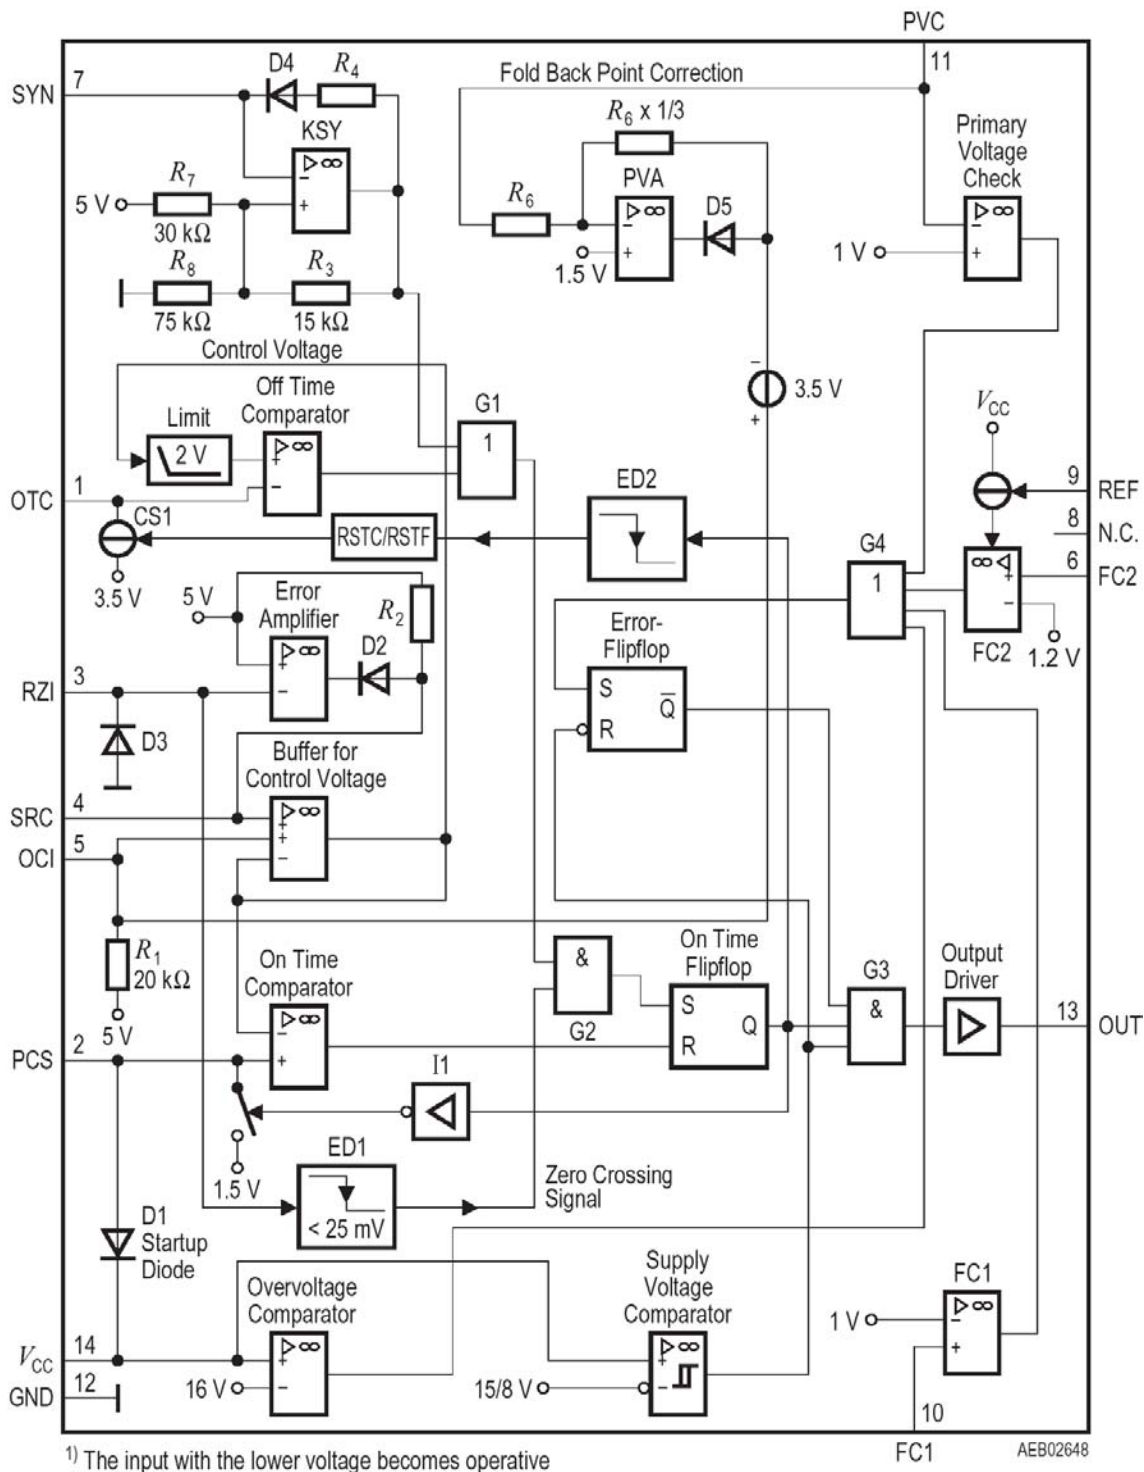 PVC
11
SYN
7
D4
R4
Fold Back Point Correction
R6 x 1/3
Primary
Voltage
Check
KSY
▷∞
−
+
R7
5 V
30 kΩ
R8
75 kΩ
R3
15 kΩ
R6
PVA
▷∞
−
+
1.5 V
D5
▷∞
−
+
1 V
Control Voltage
−
3.5 V
+
Off Time
Comparator
Limit
2 V
▷∞
+
−
G1
1
VCC
OTC
1
CS1
3.5 V
RSTC/RSTF
ED2
9
REF
8
N.C.
6
FC2
G4
1
∞◁
+
−
FC2
1.2 V
5 V
Error
Amplifier
R2
▷∞
+
−
D2
RZI
3
D3
Error-
Flipflop
S
R
Q̅
Buffer for
Control Voltage
SRC
4
▷∞
+
+
−
OCI
5
R1
20 kΩ
5 V
On Time
Comparator
▷∞
−
+
PCS
2
&
G2
On Time
Flipflop
S
R
Q
G3
&
Output
Driver
13
OUT
I1
1.5 V
ED1
< 25 mV
Zero Crossing
Signal
D1
Startup
Diode
Overvoltage
Comparator
▷∞
+
−
16 V
Supply
Voltage
Comparator
▷∞
+
−
15/8 V
FC1
▷∞
−
+
1 V
VCC
14
GND
12
10
FC1
AEB02648
1) The input with the lower voltage becomes operative